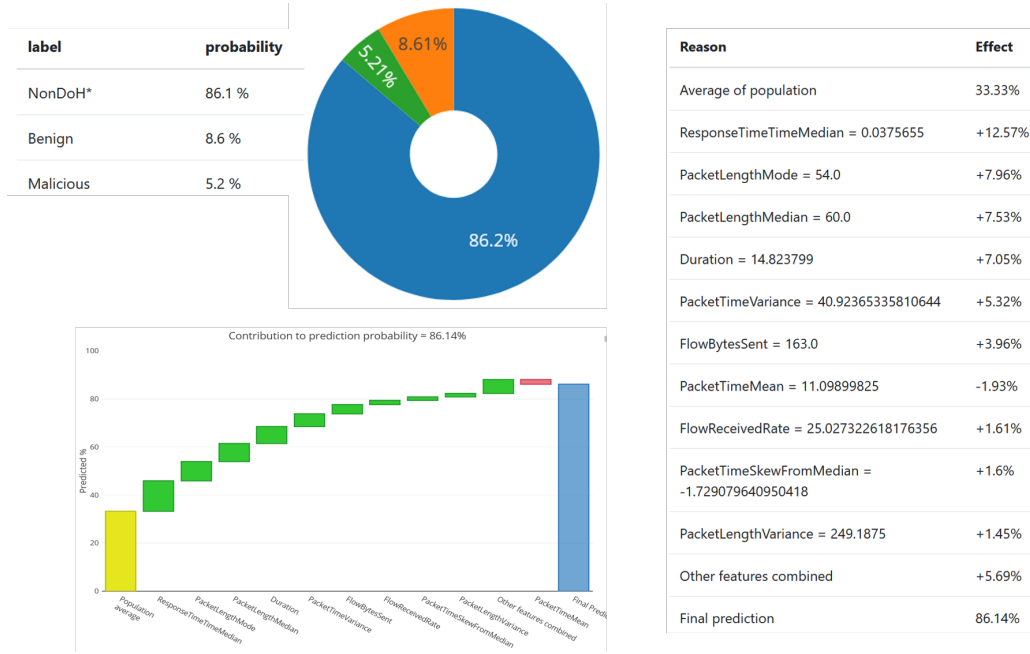 label probability
NonDoH* 86.1 %
Benign 8.6 %
Malicious 5.2 %
8.61%
5.21%
86.2%
Contribution to prediction probability = 86.14%
Predicted %
100
80
60
40
20
0
Population
average
ResponseTimeTimeMedian
PacketLengthMode
PacketLengthMedian
Duration
PacketTimeVariance
FlowBytesSent
FlowReceivedRate
PacketTimeSkewFromMedian
PacketLengthVariance
Other features combined
PacketTimeMean
Final Predic
Reason Effect
Average of population 33.33%
ResponseTimeTimeMedian = 0.0375655 +12.57%
PacketLengthMode = 54.0 +7.96%
PacketLengthMedian = 60.0 +7.53%
Duration = 14.823799 +7.05%
PacketTimeVariance = 40.92365335810644 +5.32%
FlowBytesSent = 163.0 +3.96%
PacketTimeMean = 11.09899825 -1.93%
FlowReceivedRate = 25.027322618176356 +1.61%
PacketTimeSkewFromMedian = +1.6%
-1.729079640950418
PacketLengthVariance = 249.1875 +1.45%
Other features combined +5.69%
Final prediction 86.14%